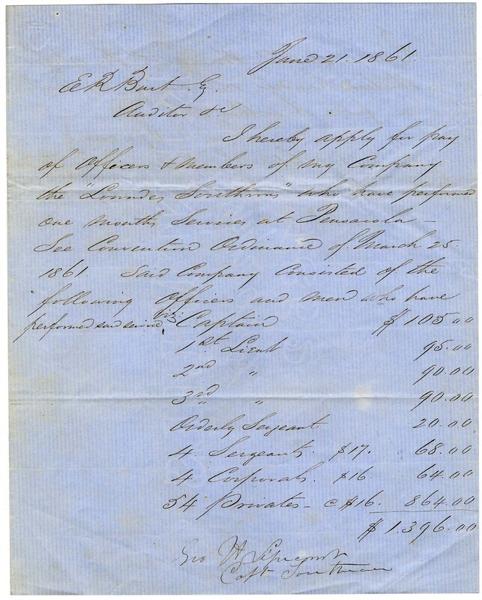 June 21. 1861.
E R Burt Esq.
Auditor &c
I hereby apply for pay
of officers & members of my Company
the "Lowndes Southrons" who have performed
one months services at Pensacola -
See Convention Ordinance of March 25
1861 Said Company consisted of the
following officers and men who have
performed said service, viz: Captain $105.00
1st Lieut 95.00
2nd " 90.00
3rd " 90.00
Orderly Sergeant 20.00
4 Sergeants. $17. 68.00
4 Corporals. $16 64.00
54 Privates - @ $16. 864.00
$1.396.00
Geo H
Capt Southrons